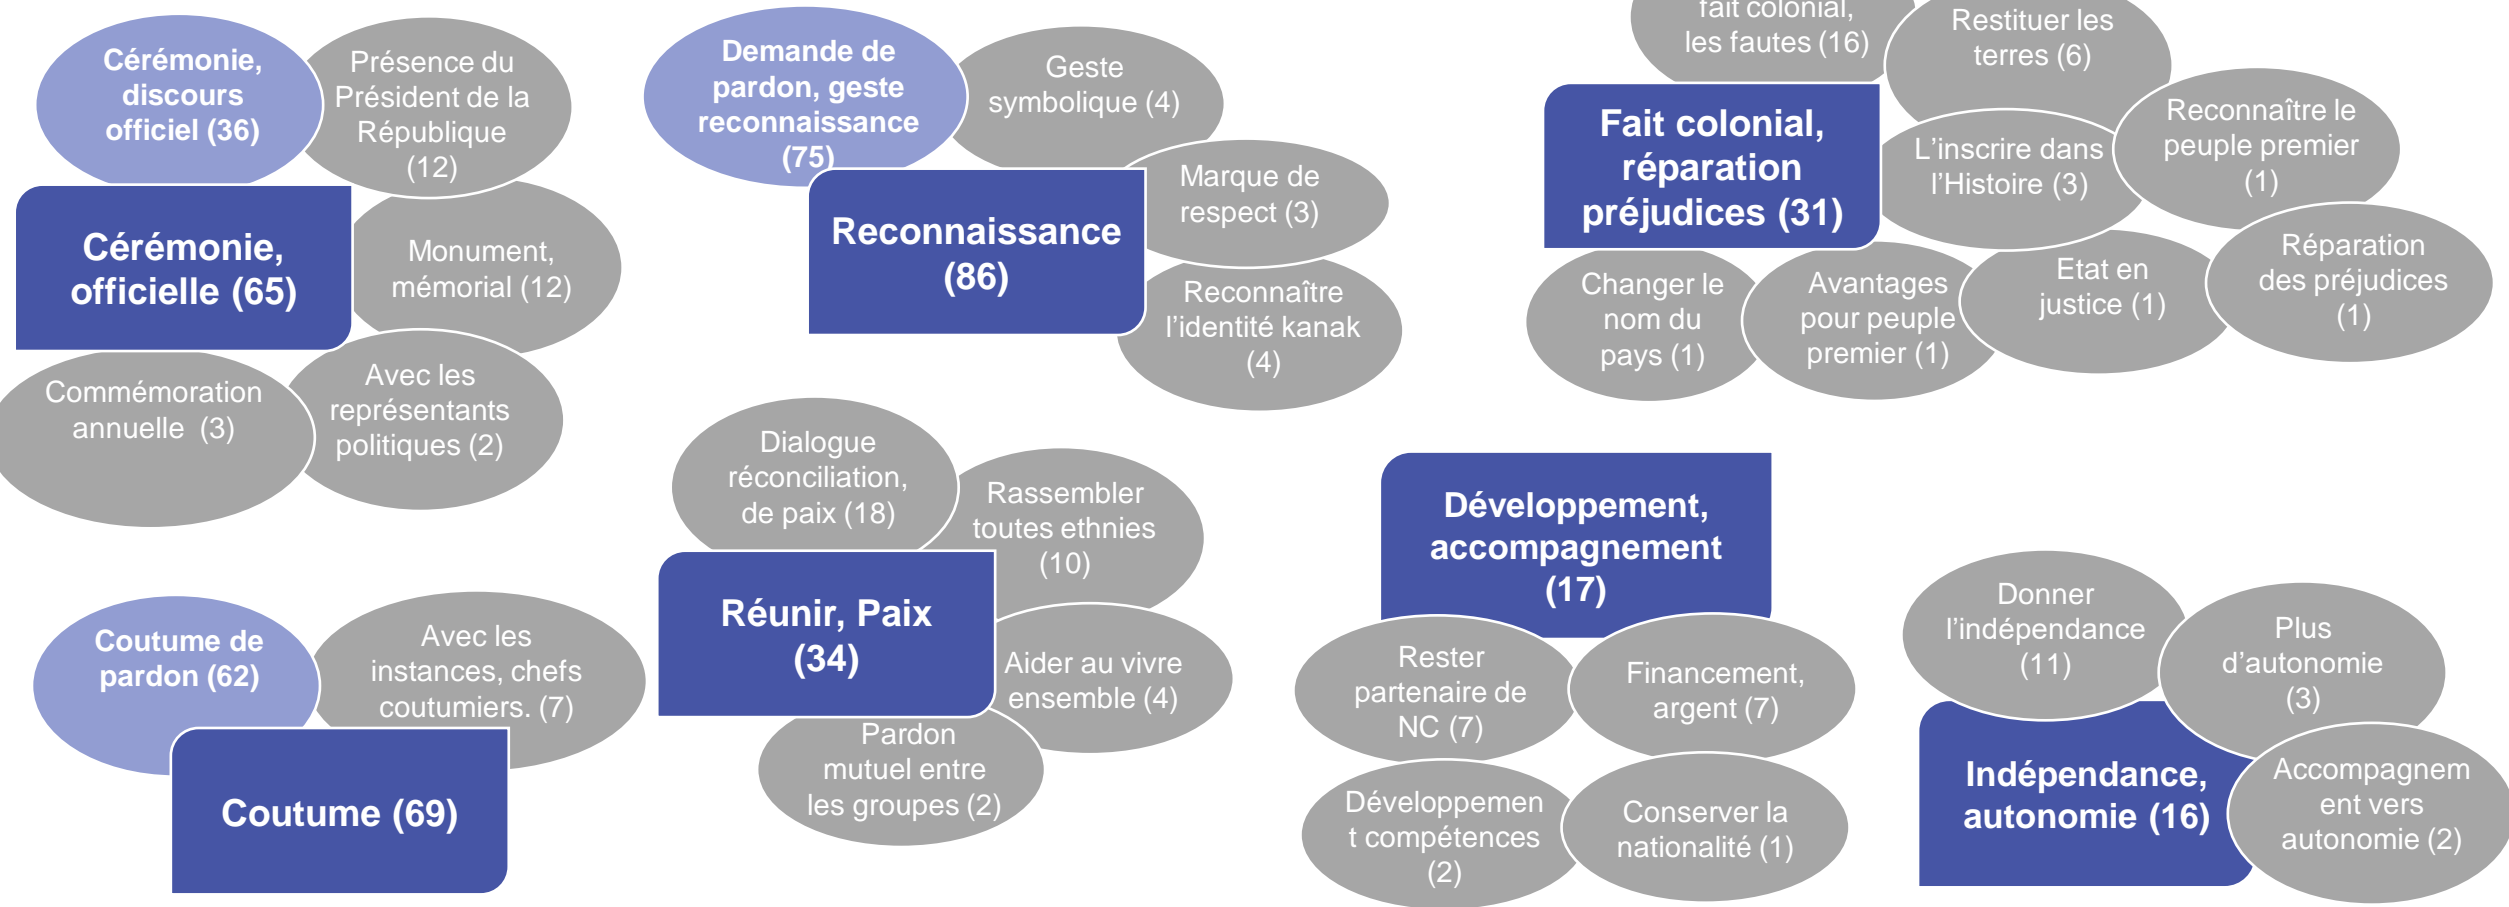 Cérémonie,
discours
officiel (36)
Présence du
Président de la
République
(12)
Cérémonie,
officielle (65)
Monument,
mémorial (12)
Commémoration
annuelle (3)
Avec les
représentants
politiques (2)
Demande de
pardon, geste
reconnaissance
(75)
Geste
symbolique (4)
Reconnaissance
(86)
Marque de
respect (3)
Reconnaître
l'identité kanak
(4)
fait colonial,
les fautes (16)
Restituer les
terres (6)
Fait colonial,
réparation
préjudices (31)
L'inscrire dans
l'Histoire (3)
Reconnaître le
peuple premier
(1)
Changer le
nom du
pays (1)
Avantages
pour peuple
premier (1)
Etat en
justice (1)
Réparation
des préjudices
(1)
Coutume de
pardon (62)
Avec les
instances, chefs
coutumiers. (7)
Coutume (69)
Dialogue
réconciliation,
de paix (18)
Rassembler
toutes ethnies
(10)
Réunir, Paix
(34)
Aider au vivre
ensemble (4)
Pardon
mutuel entre
les groupes (2)
Développement,
accompagnement
(17)
Rester
partenaire de
NC (7)
Financement,
argent (7)
Développemen
t compétences
(2)
Conserver la
nationalité (1)
Donner
l'indépendance
(11)
Plus
d'autonomie
(3)
Indépendance,
autonomie (16)
Accompagnem
ent vers
autonomie (2)